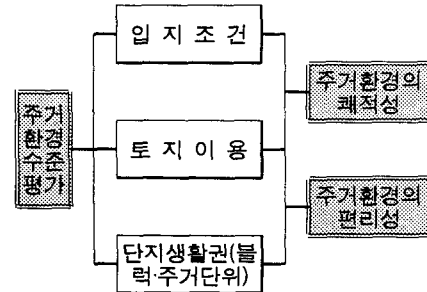 입 지 조 건
주거환경의
쾌적성
주거
환경
수준
평가
토 지 이 용
주거환경의
편리성
단지생활권(블
럭·주거단위)